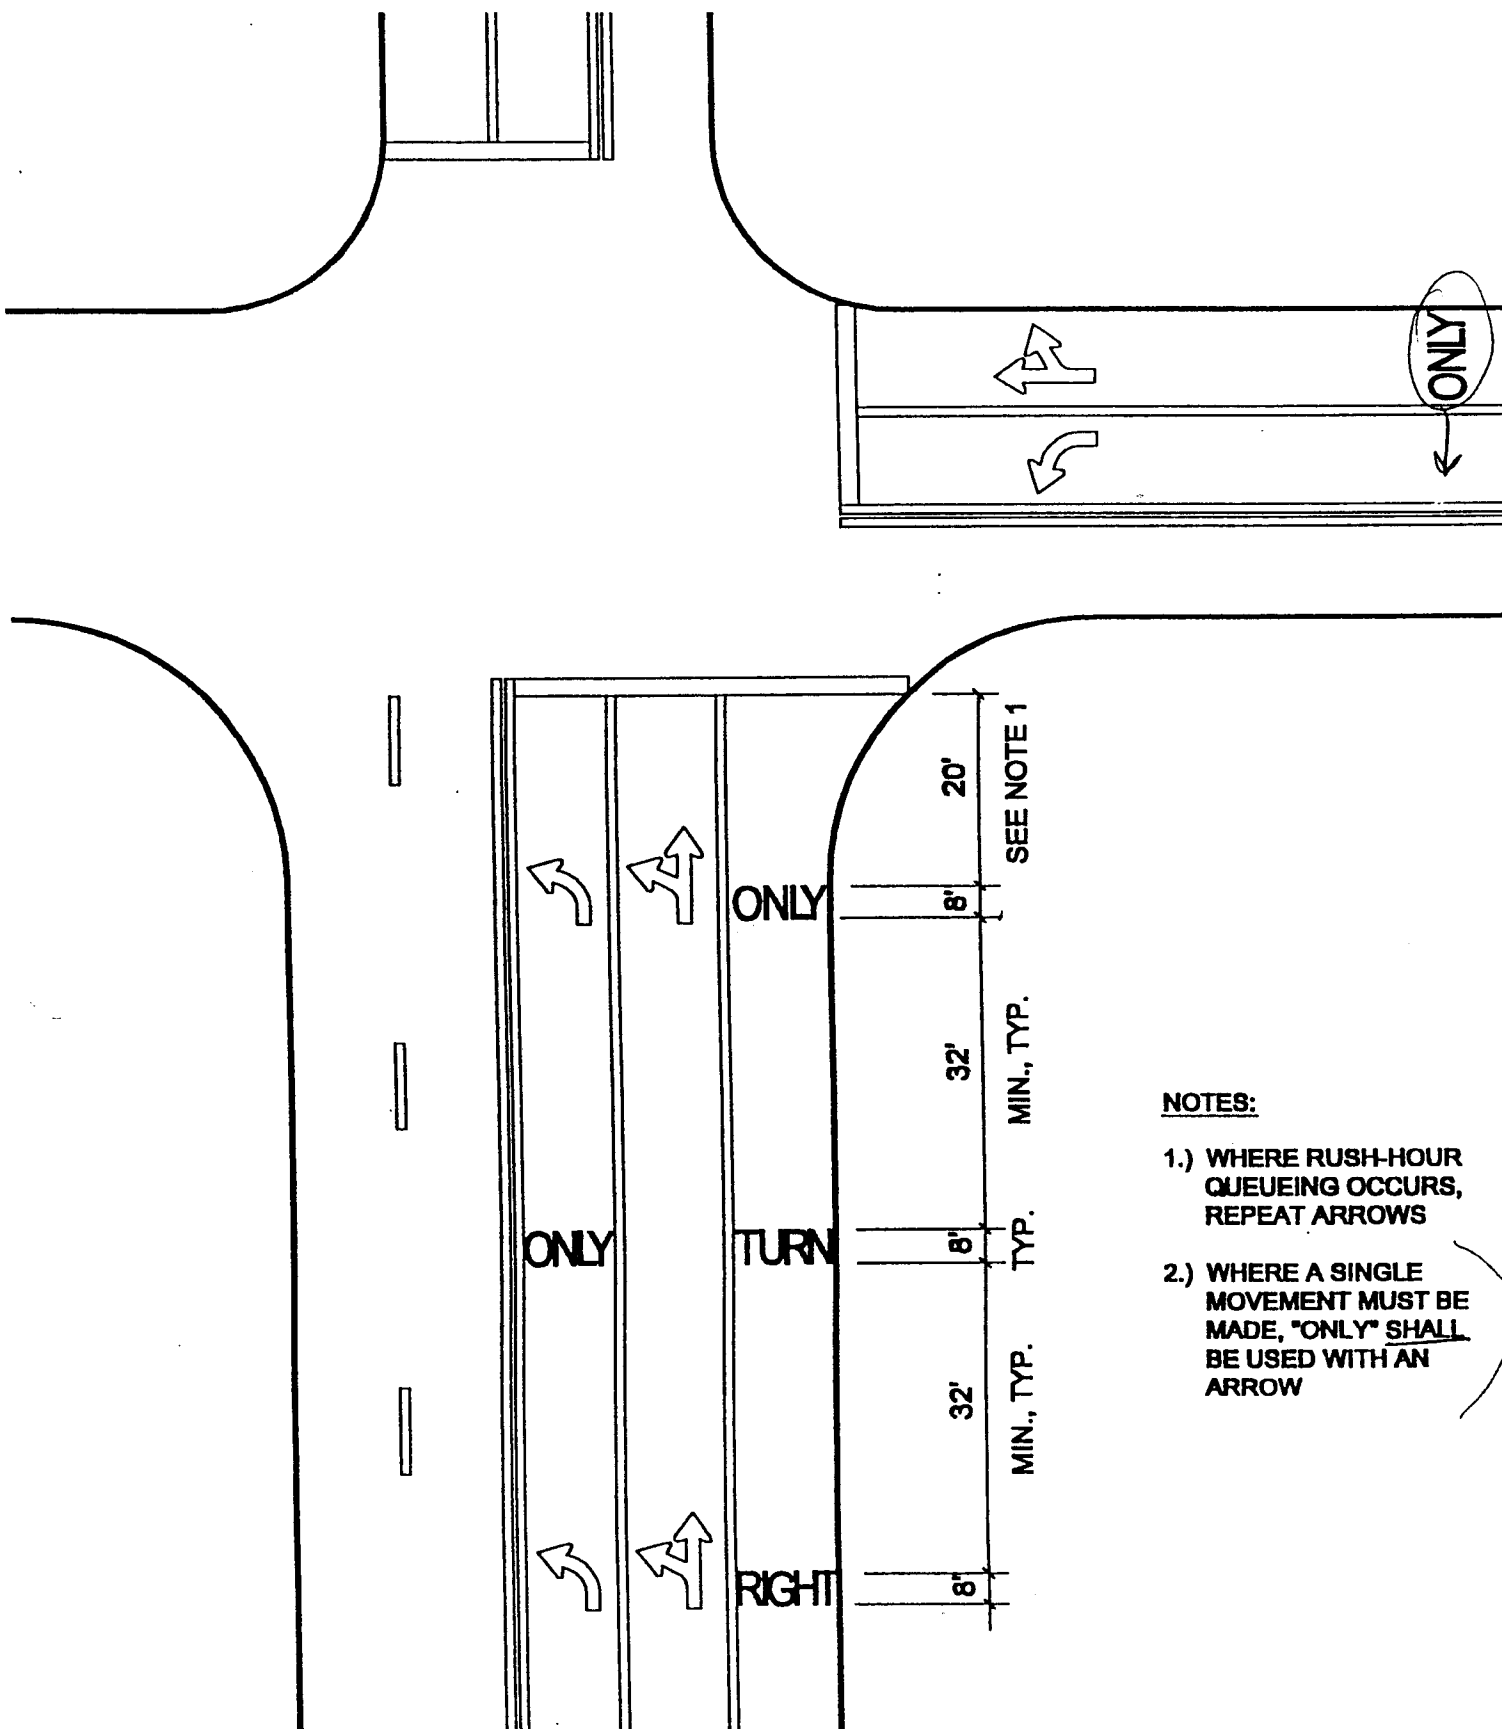 ONLY
20'
SEE NOTE 1
ONLY
8'
32'
MIN., TYP.
ONLY
TURN
8'
TYP.
32'
MIN., TYP.
RIGHT
8'
NOTES:
1.) WHERE RUSH-HOUR
QUEUEING OCCURS,
REPEAT ARROWS
2.) WHERE A SINGLE
MOVEMENT MUST BE
MADE, "ONLY" SHALL
BE USED WITH AN
ARROW